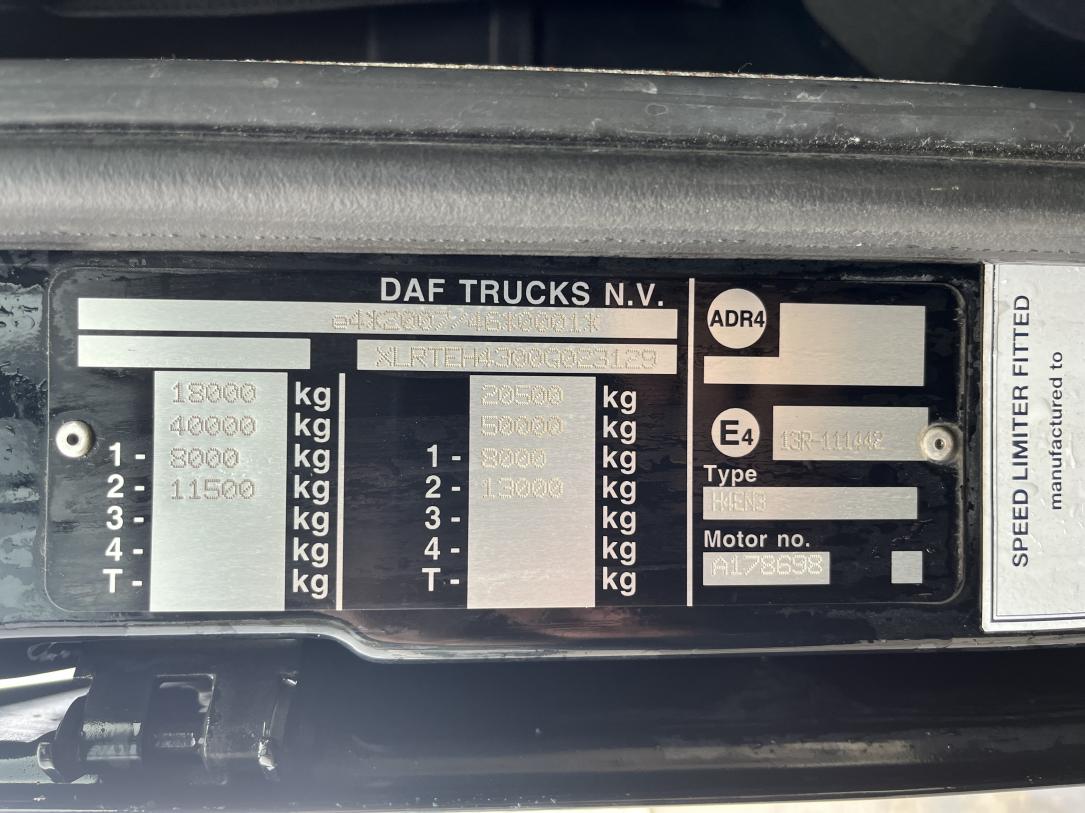 DAF TRUCKS N.V.
e4*2007/46*0001*
XLRTEH4300G023129
18000 kg
40000 kg
1- 8000 kg
2- 11500 kg
3- kg
4- kg
T- kg
20500 kg
50000 kg
1- 8000 kg
2- 13000 kg
3- kg
4- kg
T- kg
ADR4
E4 13R-111442
Type
H4EN3
Motor no.
A178698
SPEED LIMITER FITTED
manufactured to